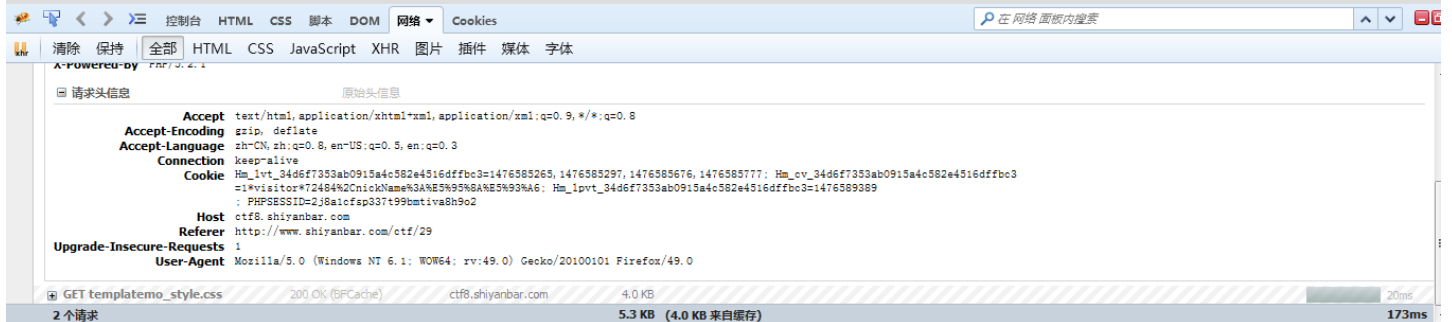 控制台 HTML CSS 脚本 DOM 网络 Cookies 在 网络 面板内搜索
清除 保持 全部 HTML CSS JavaScript XHR 图片 插件 媒体 字体
X-Powered-By PHP/5.2.1
请求头信息 原始头信息
Accept text/html,application/xhtml+xml,application/xml;q=0.9,*/*;q=0.8
Accept-Encoding gzip, deflate
Accept-Language zh-CN,zh;q=0.8,en-US;q=0.5,en;q=0.3
Connection keep-alive
Cookie Hm_lvt_34d6f7353ab0915a4c582e4516dffbc3=1476585265,1476585297,1476585676,1476585777; Hm_cv_34d6f7353ab0915a4c582e4516dffbc3
=1*visitor*72484%2CnickName%3A%E5%95%8A%E5%93%A6; Hm_lpvt_34d6f7353ab0915a4c582e4516dffbc3=1476589389
; PHPSESSID=2j8a1cfsp337t99bmtiva8h9o2
Host ctf8.shiyanbar.com
Referer http://www.shiyanbar.com/ctf/29
Upgrade-Insecure-Requests 1
User-Agent Mozilla/5.0 (Windows NT 6.1; WOW64; rv:49.0) Gecko/20100101 Firefox/49.0
GET templatemo_style.css 200 OK (BFCache) ctf8.shiyanbar.com 4.0 KB 20ms
2 个请求 5.3 KB (4.0 KB 来自缓存) 173ms